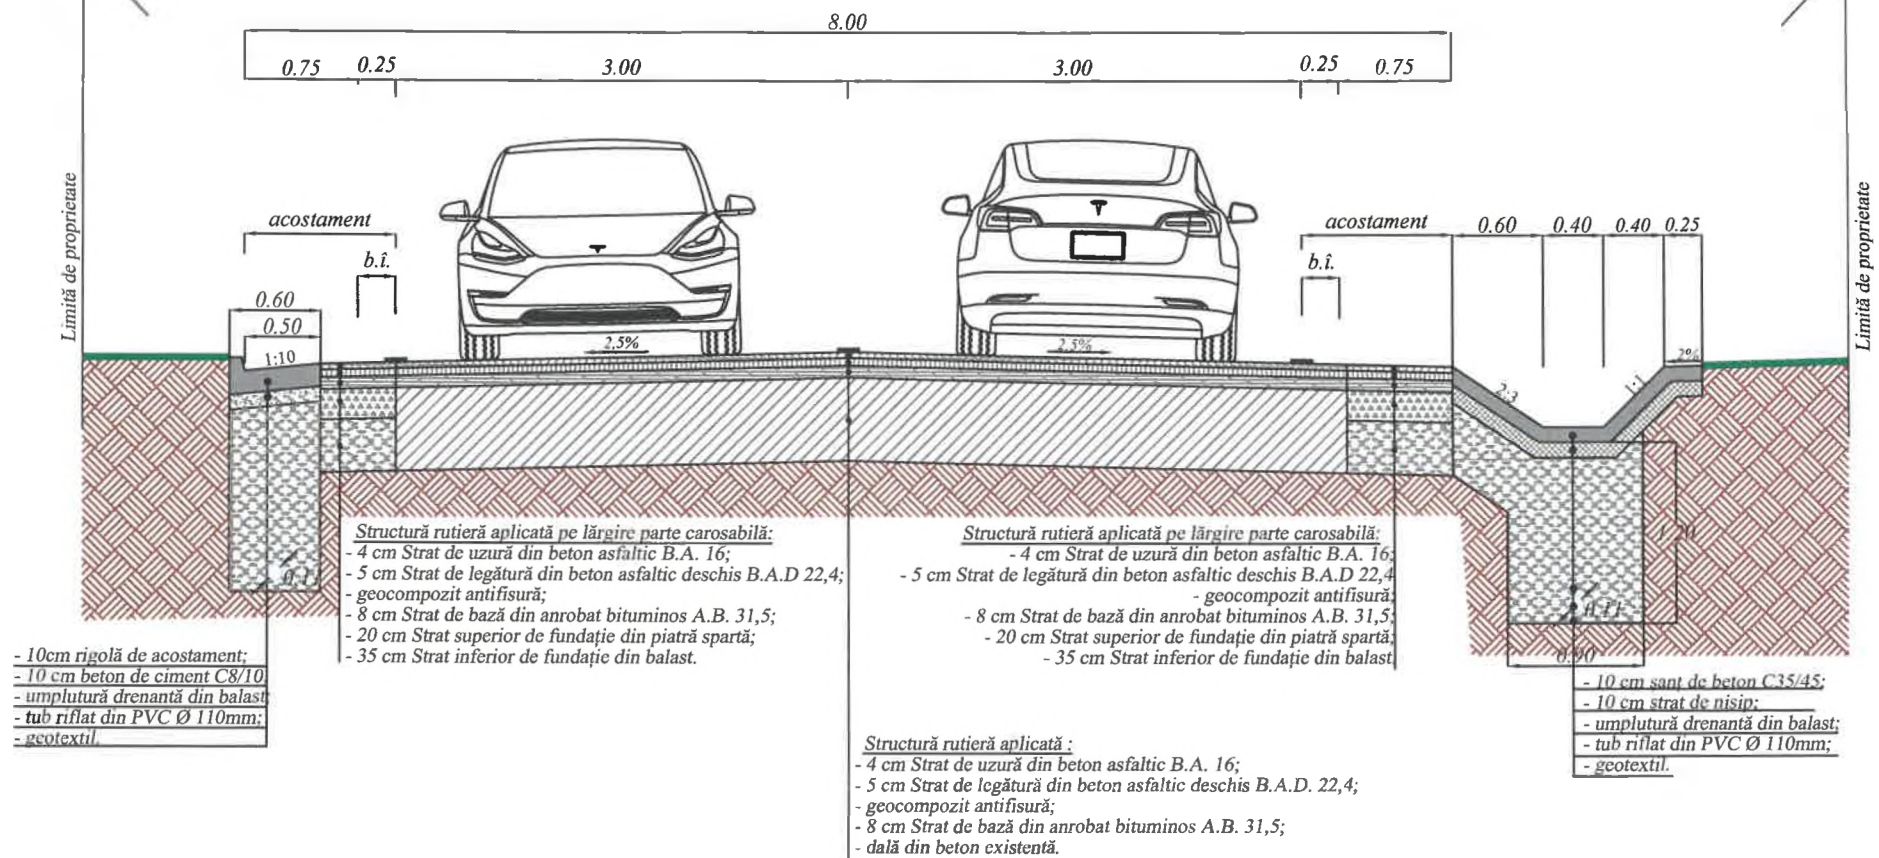 8.00
0.75 0.25 3.00 3.00 0.25 0.75
Limită de proprietate
acostament
b.î.
0.60
0.50
1:10
2.5%
2.5%
acostament
b.î.
0.60 0.40 0.40 0.25
2%
2:3
1:1
Limită de proprietate
1.20
0.11
0.90
Structură rutieră aplicată pe lărgire parte carosabilă:
- 4 cm Strat de uzură din beton asfaltic B.A. 16;
- 5 cm Strat de legătură din beton asfaltic deschis B.A.D 22,4;
- geocompozit antifisură;
- 8 cm Strat de bază din anrobat bituminos A.B. 31,5;
- 20 cm Strat superior de fundație din piatră spartă;
- 35 cm Strat inferior de fundație din balast.
Structură rutieră aplicată pe lărgire parte carosabilă:
- 4 cm Strat de uzură din beton asfaltic B.A. 16;
- 5 cm Strat de legătură din beton asfaltic deschis B.A.D 22,4
- geocompozit antifisură;
- 8 cm Strat de bază din anrobat bituminos A.B. 31,5;
- 20 cm Strat superior de fundație din piatră spartă;
- 35 cm Strat inferior de fundație din balast
- 10cm rigolă de acostament;
- 10 cm beton de ciment C8/10
- umplutură drenantă din balast
- tub riflat din PVC Ø 110mm;
- geotextil.
- 10 cm șanț de beton C35/45;
- 10 cm strat de nisip;
- umplutură drenantă din balast;
- tub riflat din PVC Ø 110mm;
- geotextil.
Structură rutieră aplicată :
- 4 cm Strat de uzură din beton asfaltic B.A. 16;
- 5 cm Strat de legătură din beton asfaltic deschis B.A.D. 22,4;
- geocompozit antifisură;
- 8 cm Strat de bază din anrobat bituminos A.B. 31,5;
- dală din beton existentă.